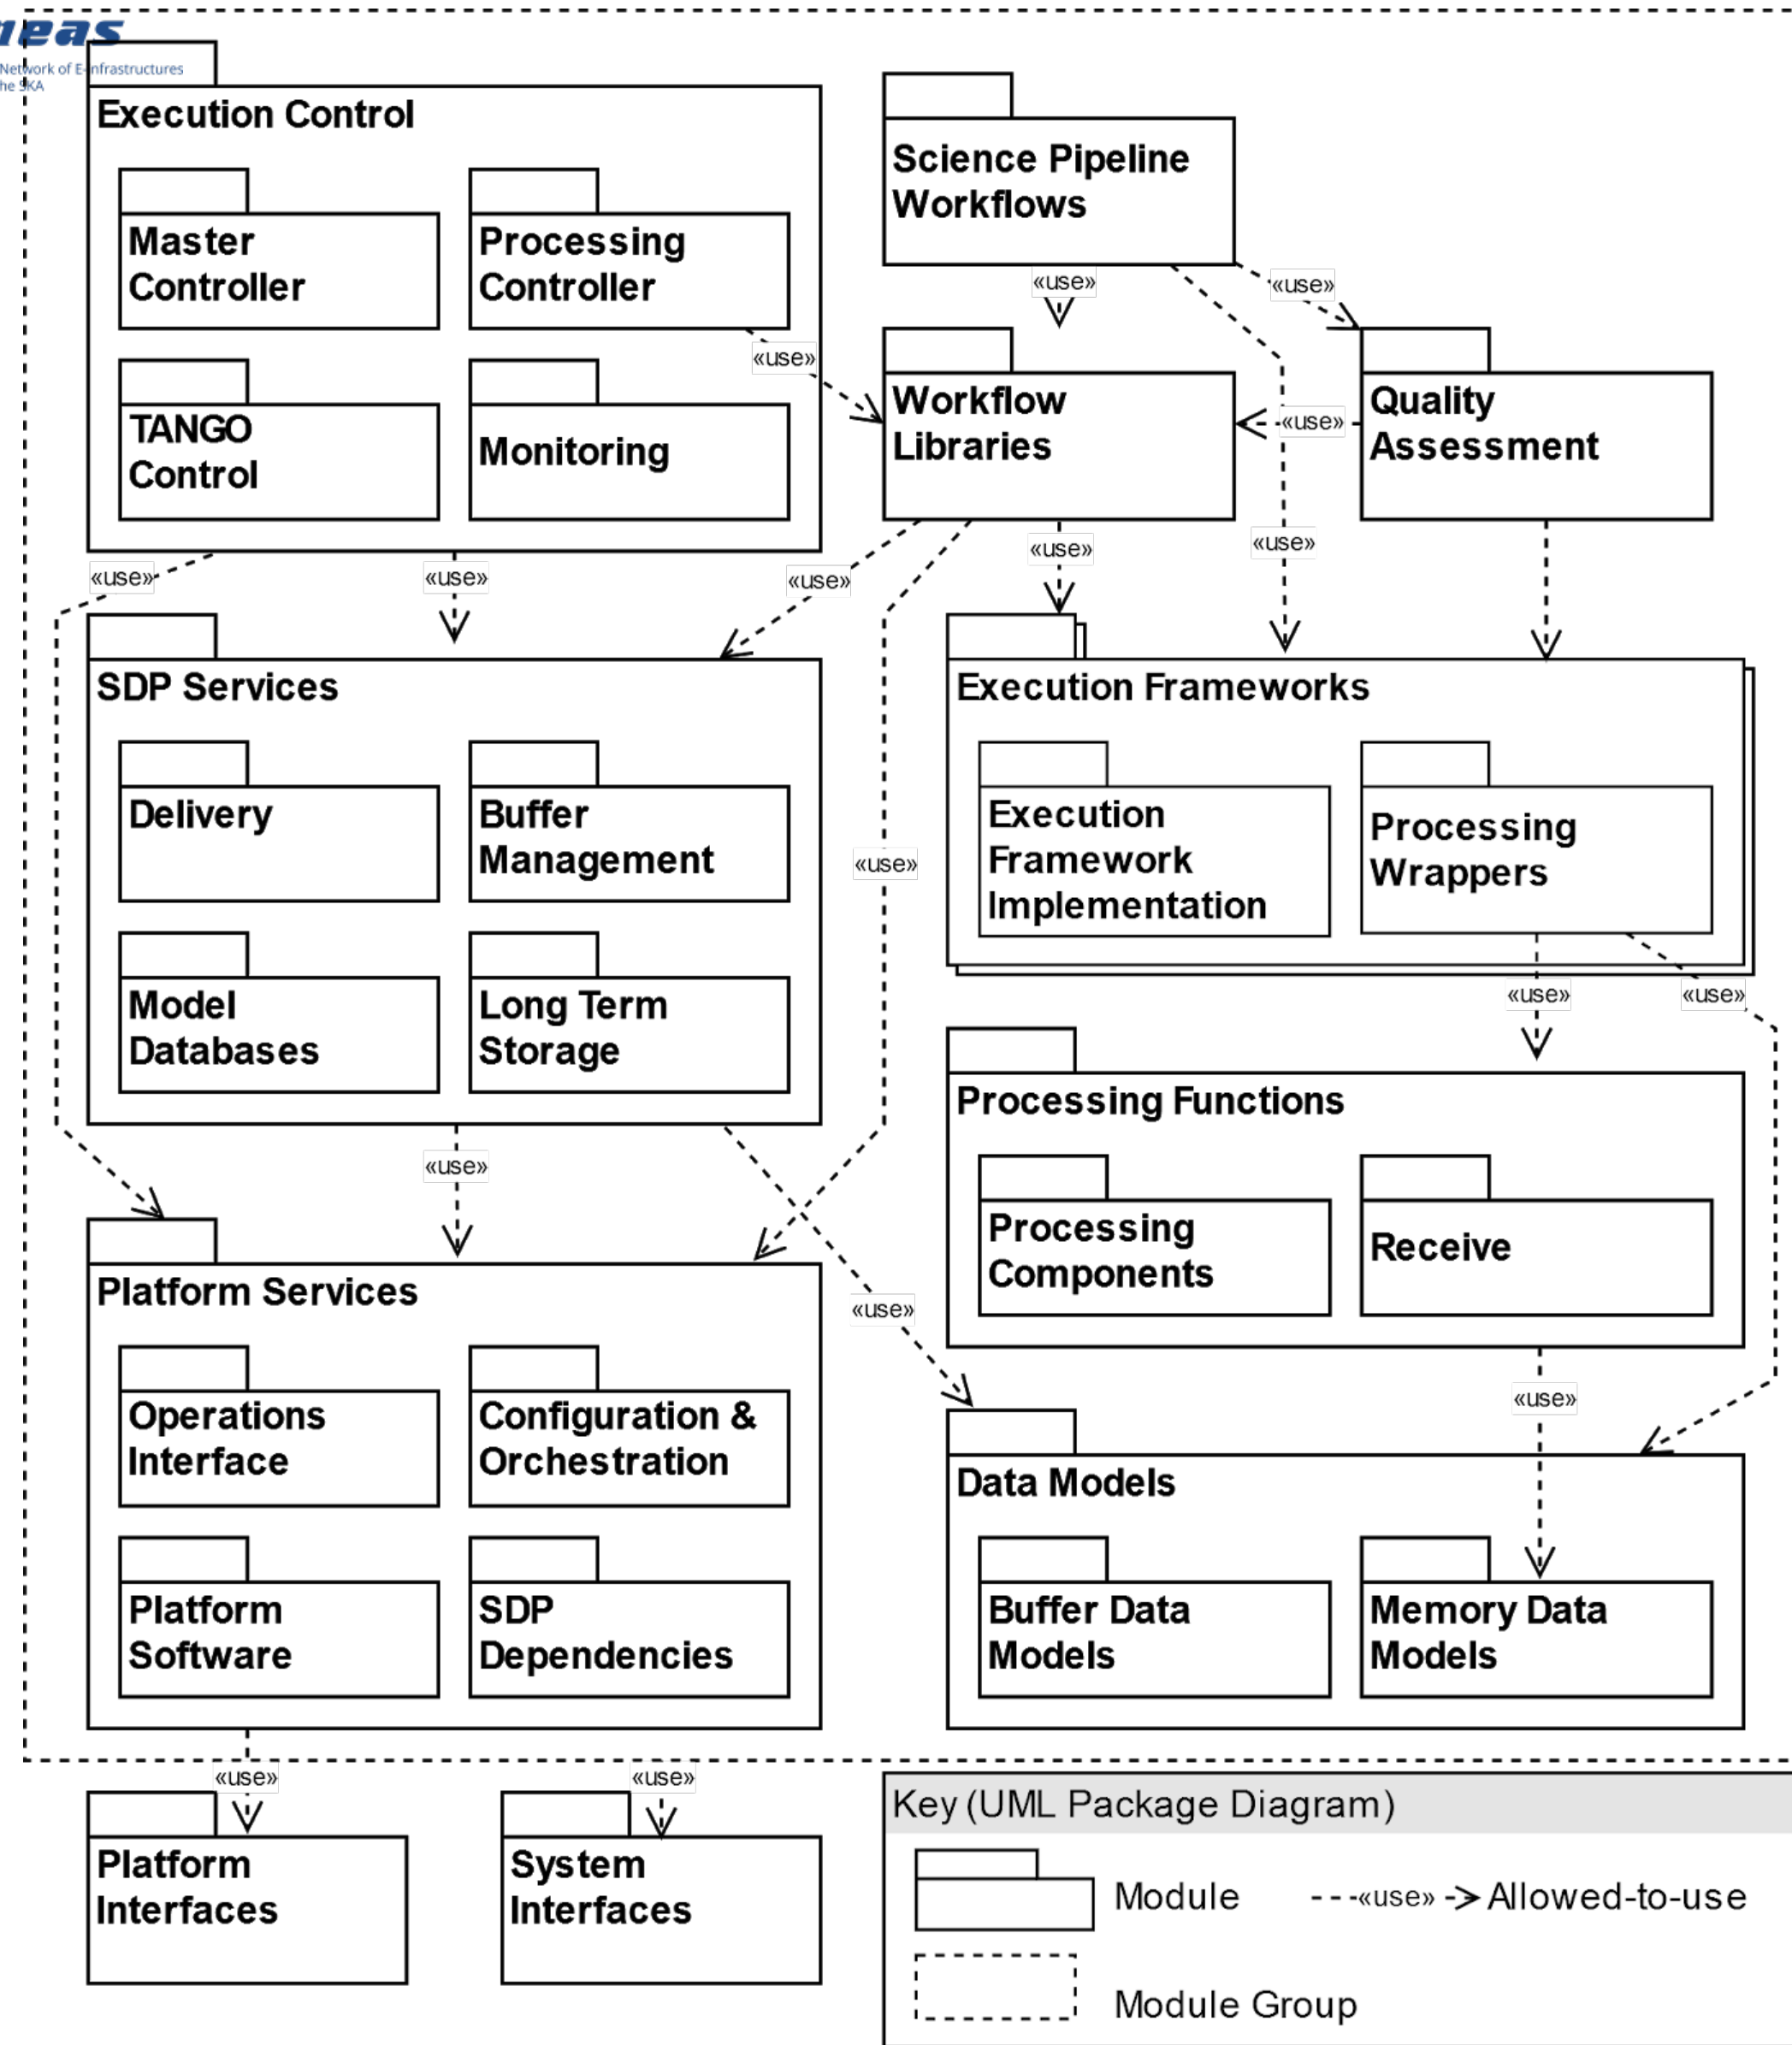 Network of E-Infrastructures
Execution Control
Master
Controller
Processing
Controller
TANGO
Control
Monitoring
Science Pipeline
Workflows
«use»
«use»
«use»
Workflow
Libraries
«use»
Quality
Assessment
«use»
«use»
«use»
«use»
«use»
SDP Services
Delivery
Buffer
Management
Model
Databases
Long Term
Storage
«use»
Execution Frameworks
Execution
Framework
Implementation
Processing
Wrappers
«use»
«use»
Processing Functions
Processing
Components
Receive
«use»
«use»
«use»
Platform Services
Operations
Interface
Configuration &
Orchestration
Platform
Software
SDP
Dependencies
Data Models
Buffer Data
Models
Memory Data
Models
«use»
«use»
Platform
Interfaces
System
Interfaces
Key (UML Package Diagram)
Module
«use»
Allowed-to-use
Module Group